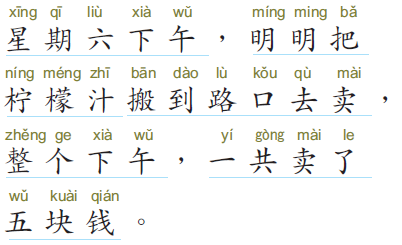 xīng qī liù xià wǔ míng ming bǎ
星期六下午，明明把
níng méng zhī bān dào lù kǒu qù mài
柠檬汁搬到路口去卖，
zhěng ge xià wǔ yí gòng mài le
整个下午，一共卖了
wǔ kuài qián
五块钱。